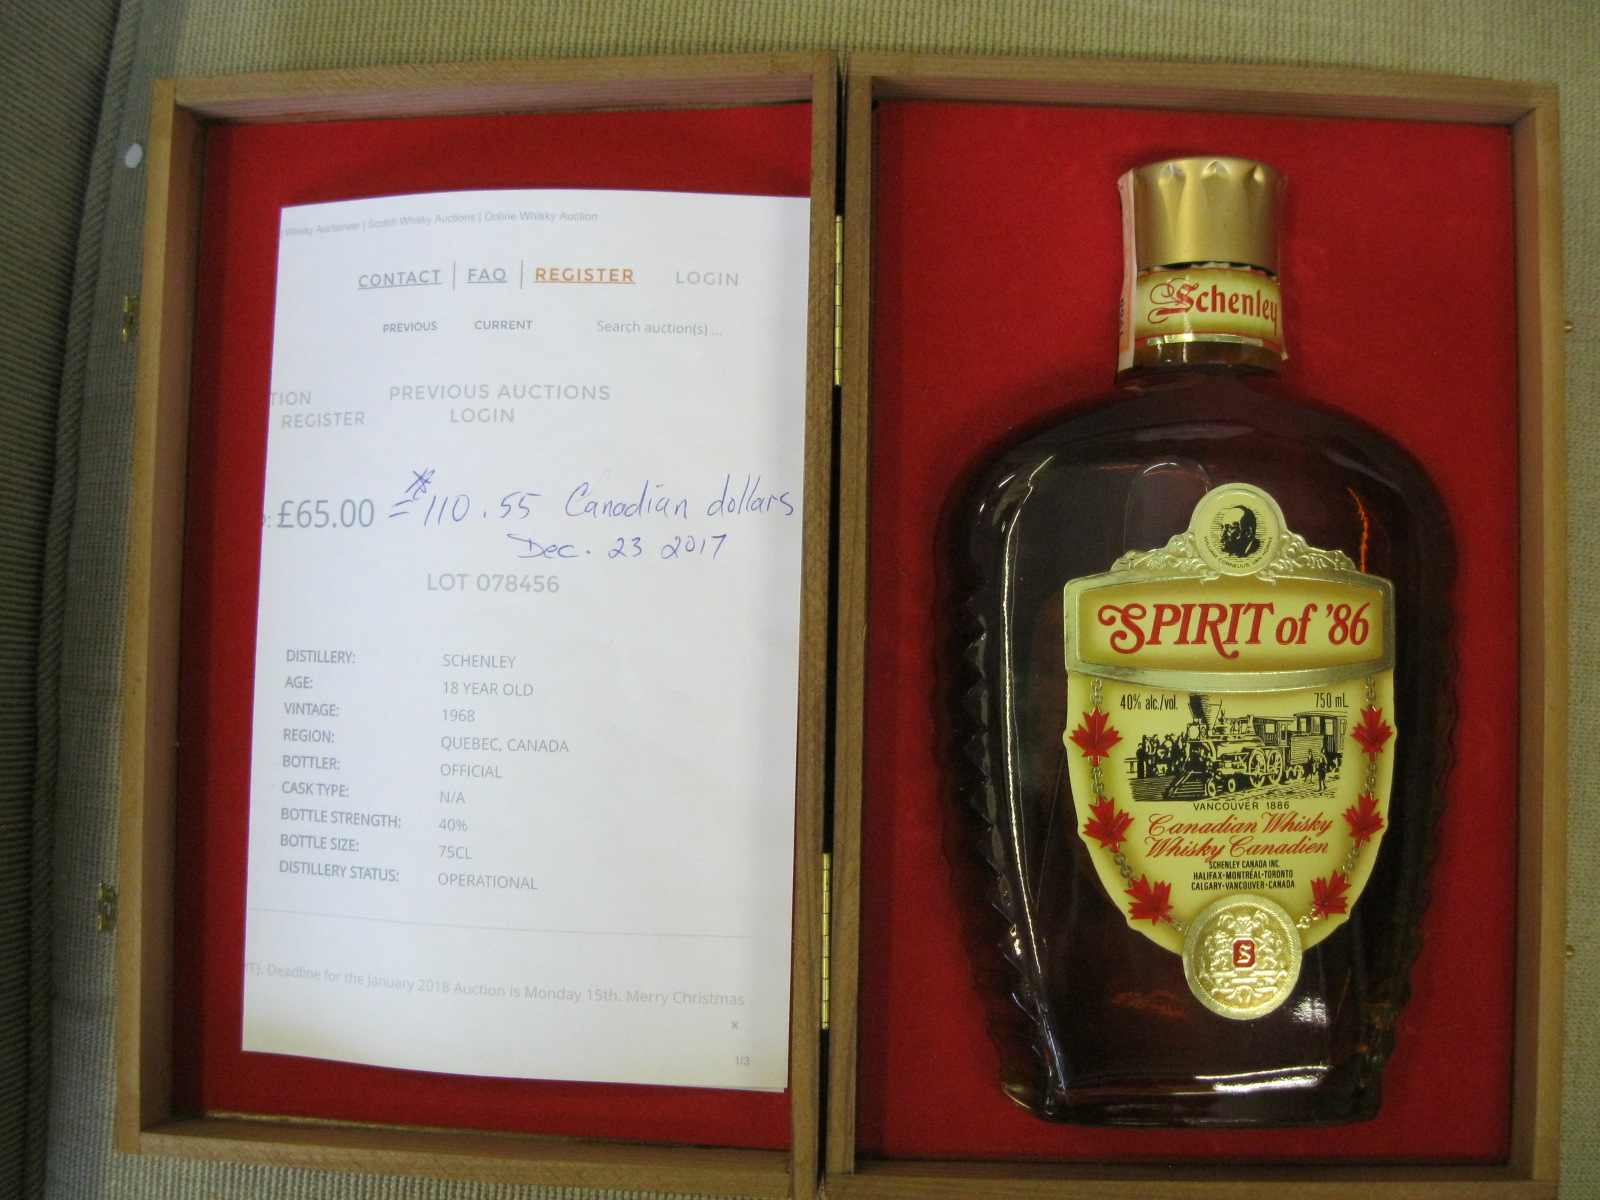 Whisky Auctioneer | Scotch Whisky Auctions | Online Whisky Auction
CONTACT | FAQ | REGISTER LOGIN
PREVIOUS CURRENT Search auction(s) ...
TION PREVIOUS AUCTIONS
REGISTER LOGIN
£65.00 = 110.55 Canadian dollars
Dec. 23 2017
LOT 078456
DISTILLERY: SCHENLEY
AGE: 18 YEAR OLD
VINTAGE: 1968
REGION: QUEBEC, CANADA
BOTTLER: OFFICIAL
CASK TYPE: N/A
BOTTLE STRENGTH: 40%
BOTTLE SIZE: 75CL
DISTILLERY STATUS: OPERATIONAL
MT). Deadline for the January 2018 Auction is Monday 15th. Merry Christmas
x
1/3
Schenley
1968
CORNELIUS
SPIRIT of '86
40% alc./vol. 750 mL
VANCOUVER 1886
Canadian Whisky
Whisky Canadien
SCHENLEY CANADA INC.
HALIFAX-MONTRÉAL-TORONTO
CALGARY-VANCOUVER-CANADA
S